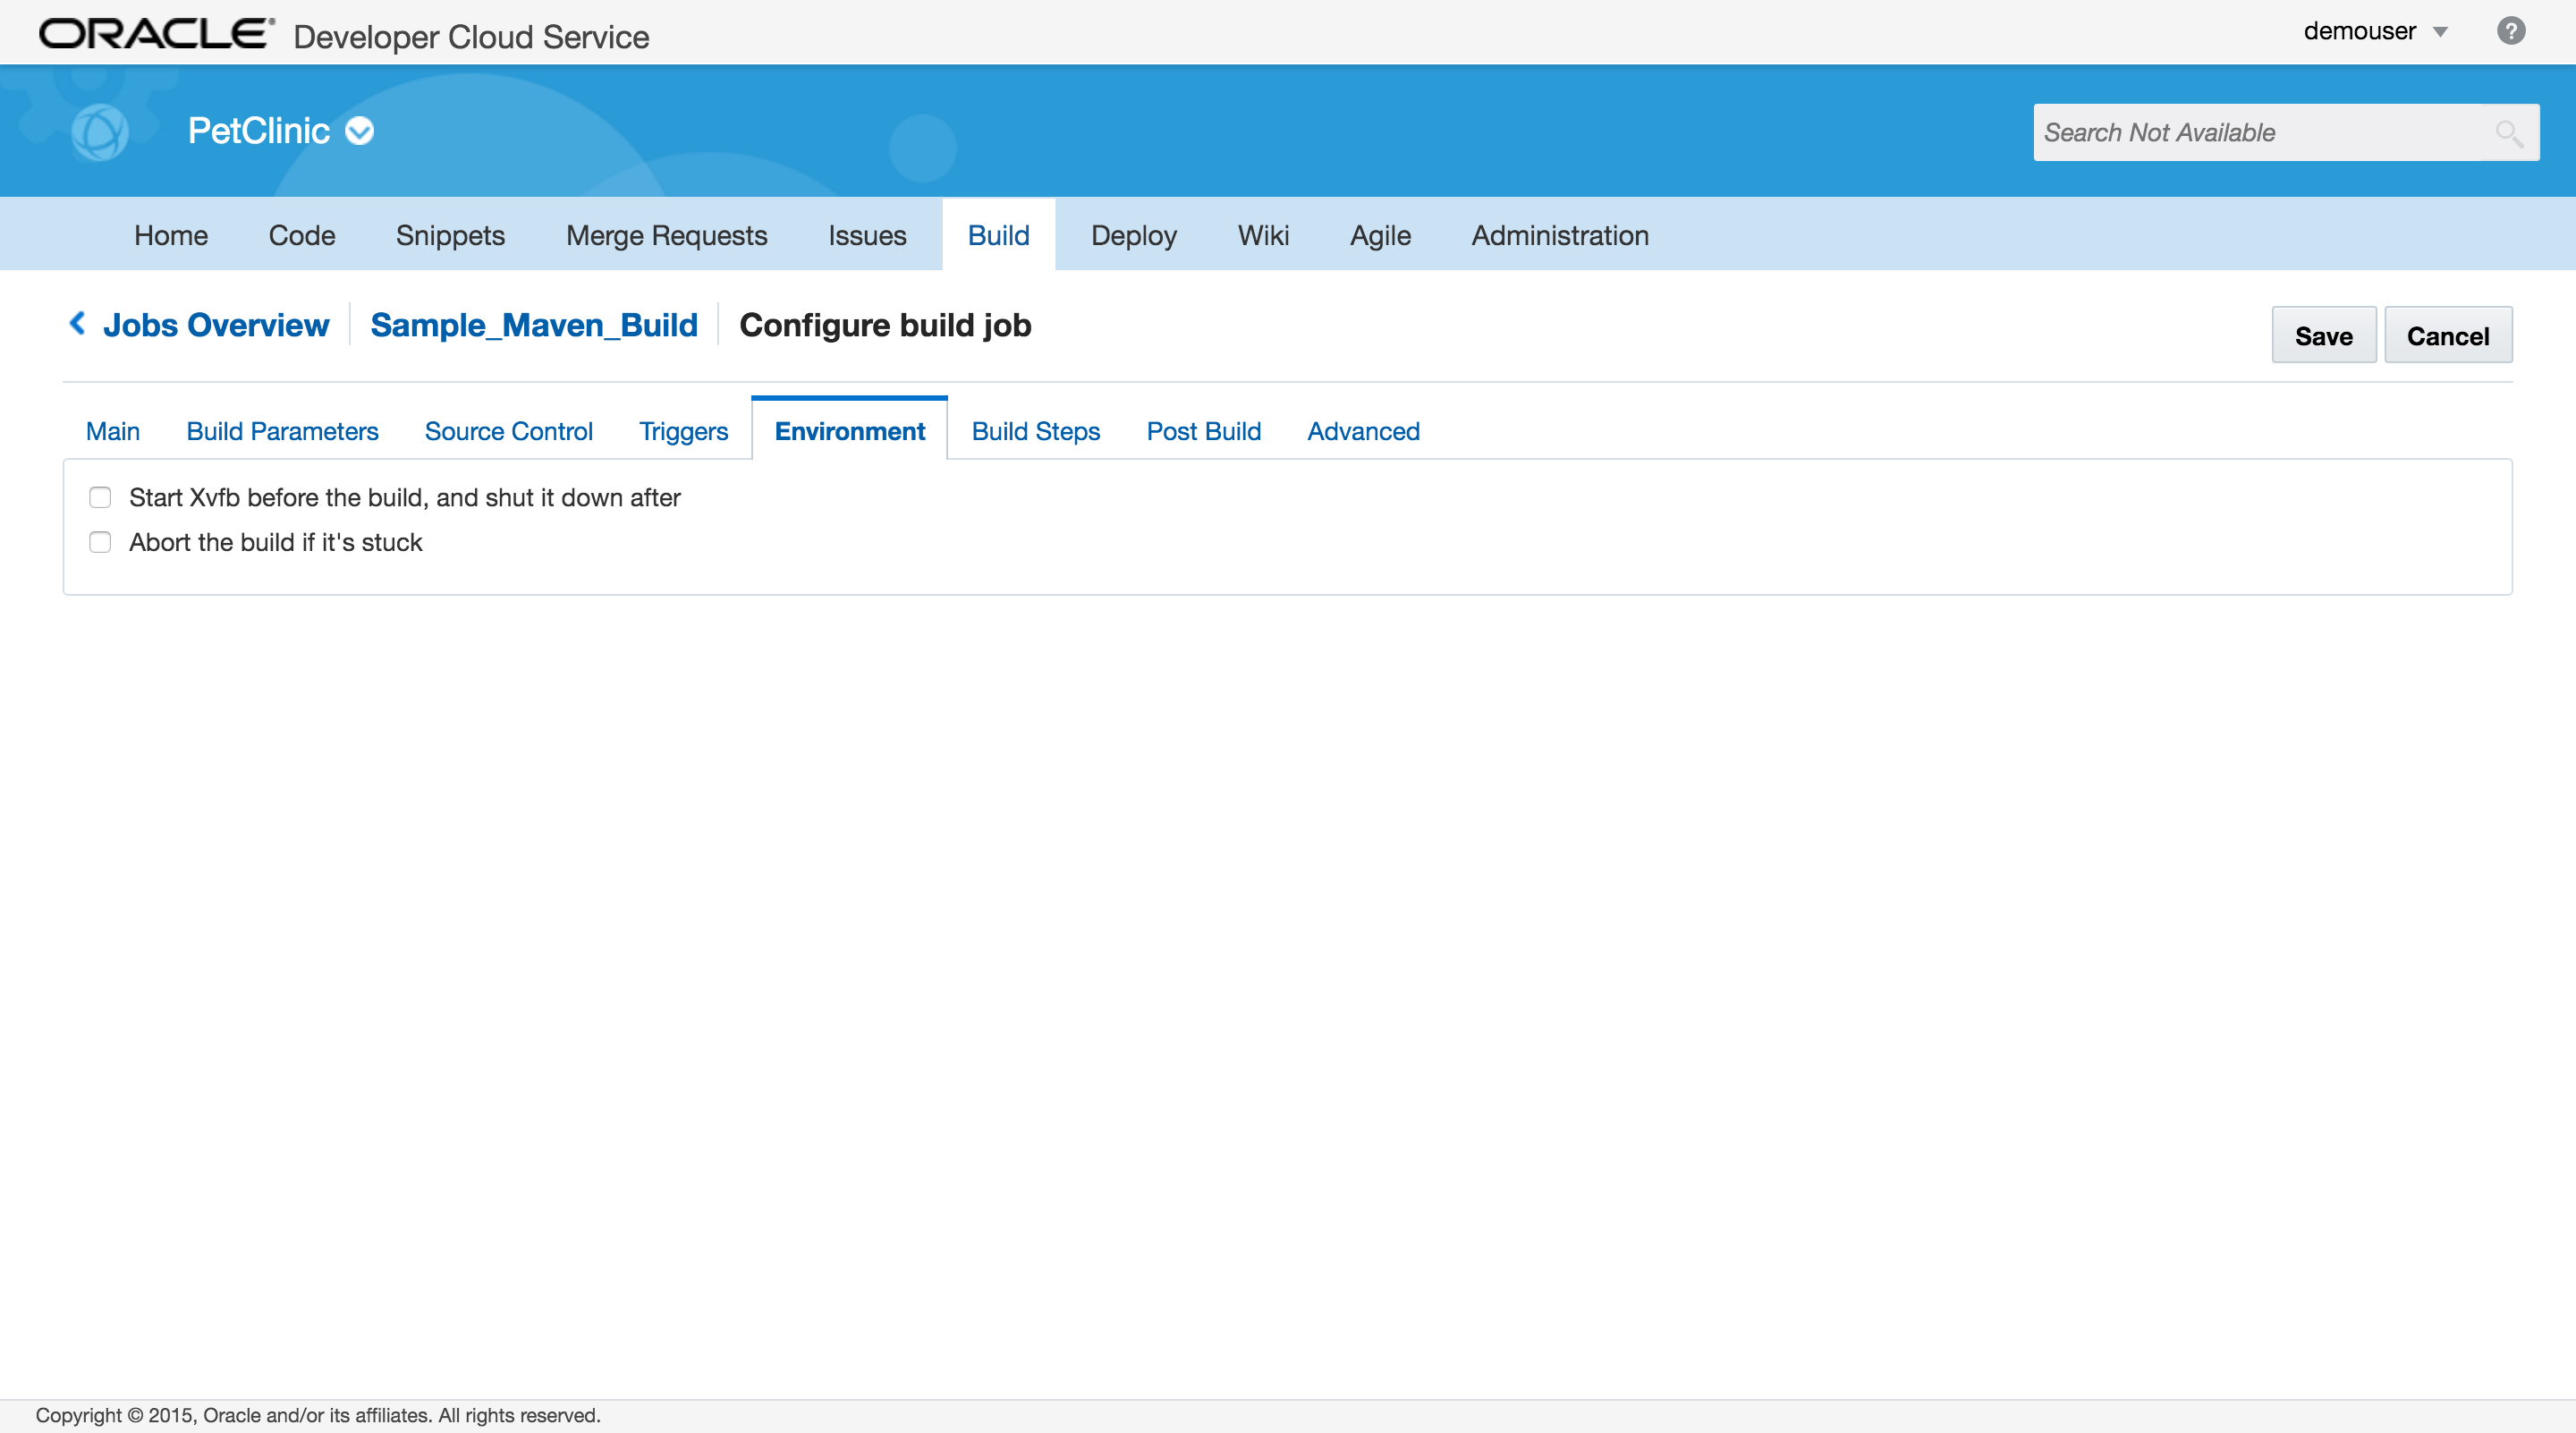 ORACLE Developer Cloud Service
demouser
?
PetClinic
Search Not Available
Home Code Snippets Merge Requests Issues Build Deploy Wiki Agile Administration
Jobs Overview Sample_Maven_Build Configure build job
Save Cancel
Main Build Parameters Source Control Triggers Environment Build Steps Post Build Advanced
Start Xvfb before the build, and shut it down after
Abort the build if it's stuck
Copyright © 2015, Oracle and/or its affiliates. All rights reserved.